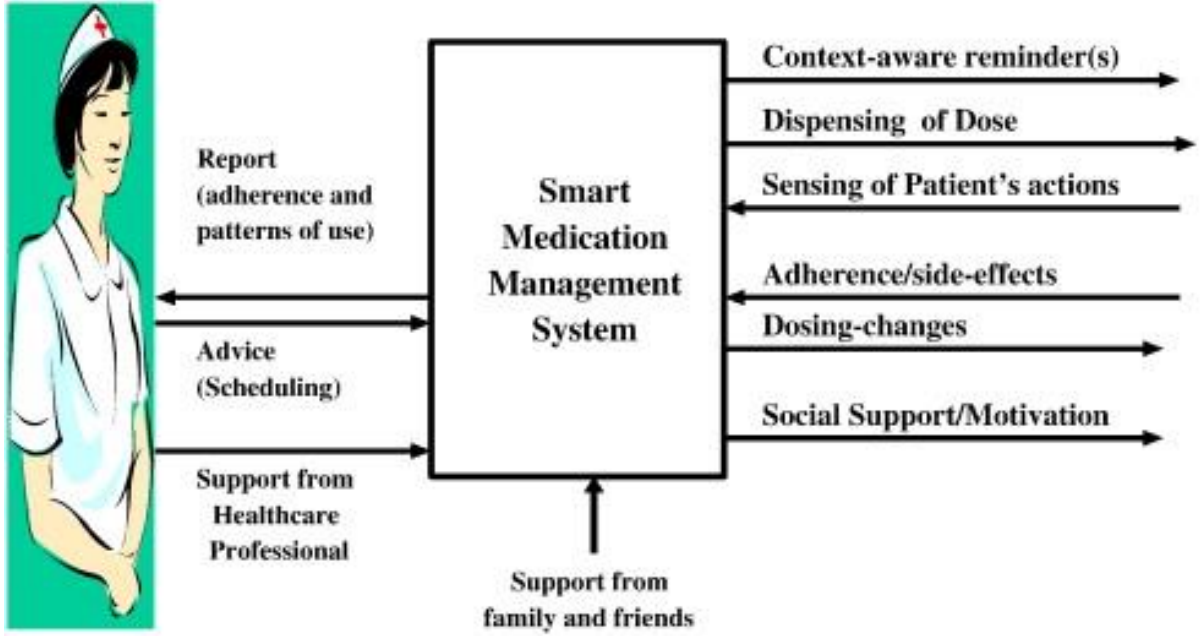 Report
(adherence and
patterns of use)
Advice
(Scheduling)
Support from
Healthcare
Professional
Smart
Medication
Management
System
Support from
family and friends
Context-aware reminder(s)
Dispensing of Dose
Sensing of Patient's actions
Adherence/side-effects
Dosing-changes
Social Support/Motivation